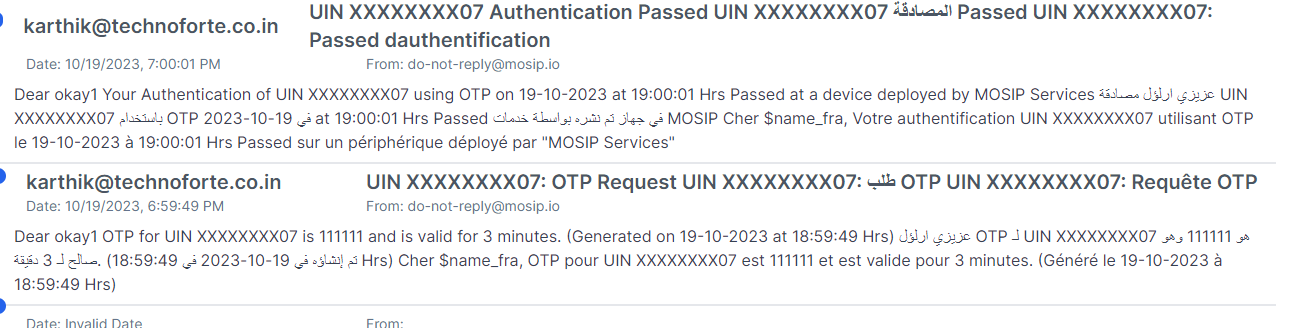 karthik@technoforte.co.in
UIN XXXXXXXX07 Authentication Passed UIN XXXXXXXX07 المصادقة Passed UIN XXXXXXXX07:
Passed dauthentification
Date: 10/19/2023, 7:00:01 PM
From: do-not-reply@mosip.io
Dear okay1 Your Authentication of UIN XXXXXXXX07 using OTP on 19-10-2023 at 19:00:01 Hrs Passed at a device deployed by MOSIP Services عزيزي ارلؤل مصادقة UIN
XXXXXXXX07 باستخدام OTP في 19-10-2023 at 19:00:01 Hrs Passed في جهاز تم نشره بواسطة خدمات MOSIP Cher $name_fra, Votre authentification UIN XXXXXXXX07 utilisant OTP
le 19-10-2023 à 19:00:01 Hrs Passed sur un périphérique déployé par "MOSIP Services"
karthik@technoforte.co.in
UIN XXXXXXXX07: OTP Request UIN XXXXXXXX07: طلب OTP UIN XXXXXXXX07: Requête OTP
Date: 10/19/2023, 6:59:49 PM
From: do-not-reply@mosip.io
Dear okay1 OTP for UIN XXXXXXXX07 is 111111 and is valid for 3 minutes. (Generated on 19-10-2023 at 18:59:49 Hrs) عزيزي ارلؤل OTP لـ UIN XXXXXXXX07 هو 111111 وهو
صالح لـ 3 دقيقة. (تم إنشاؤه في 19-10-2023 في 18:59:49 Hrs) Cher $name_fra, OTP pour UIN XXXXXXXX07 est 111111 et est valide pour 3 minutes. (Généré le 19-10-2023 à
18:59:49 Hrs)
Date: Invalid Date
From: